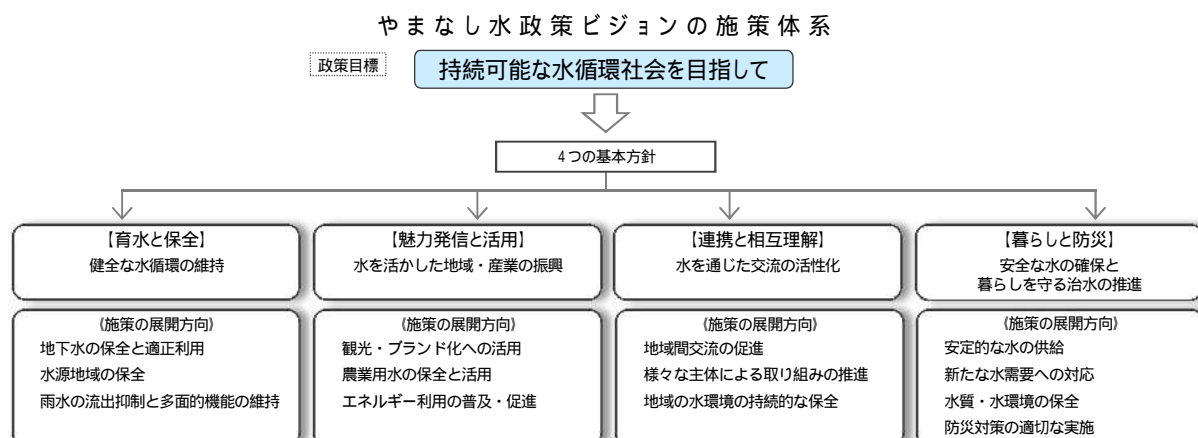 やまなし水政策ビジョンの施策体系
政策目標
持続可能な水循環社会を目指して
4つの基本方針
【育水と保全】
健全な水循環の維持
【魅力発信と活用】
水を活かした地域・産業の振興
【連携と相互理解】
水を通じた交流の活性化
【暮らしと防災】
安全な水の確保と
暮らしを守る治水の推進
《施策の展開方向》
地下水の保全と適正利用
水源地域の保全
雨水の流出抑制と多面的機能の維持
《施策の展開方向》
観光・ブランド化への活用
農業用水の保全と活用
エネルギー利用の普及・促進
《施策の展開方向》
地域間交流の促進
様々な主体による取り組みの推進
地域の水環境の持続的な保全
《施策の展開方向》
安定的な水の供給
新たな水需要への対応
水質・水環境の保全
防災対策の適切な実施